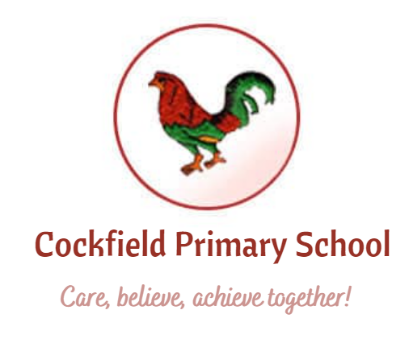 Cockfield Primary School
Care, believe, achieve together!